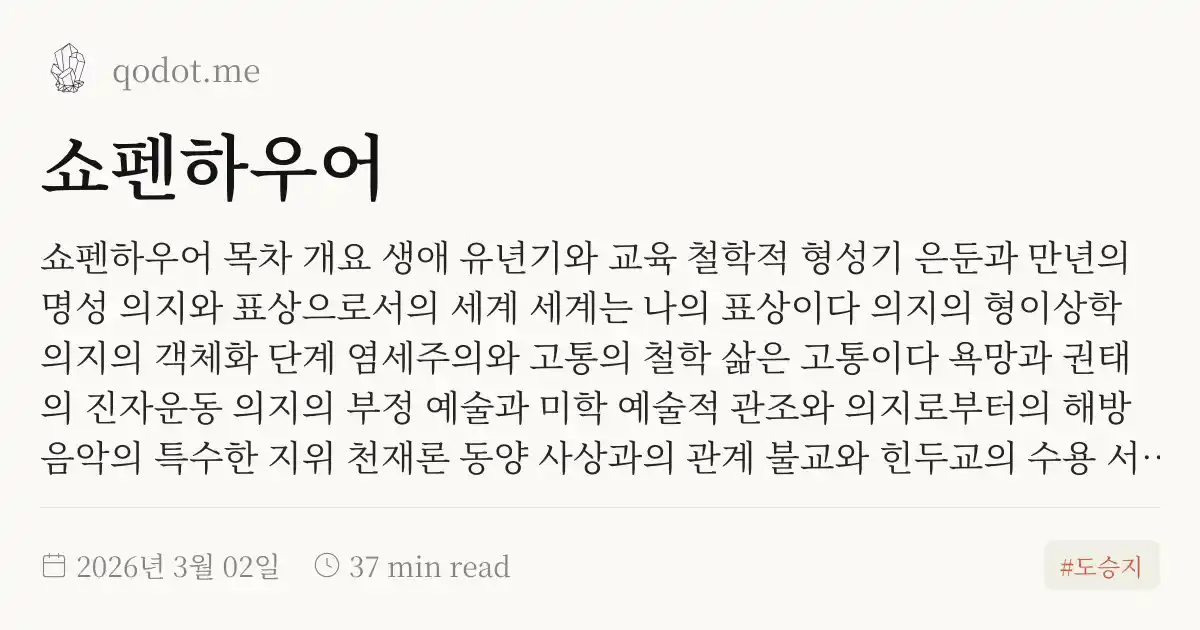 qodot.me
쇼펜하우어
쇼펜하우어 목차 개요 생애 유년기와 교육 철학적 형성기 은둔과 만년의
명성 의지와 표상으로서의 세계 세계는 나의 표상이다 의지의 형이상학
의지의 객체화 단계 염세주의와 고통의 철학 삶은 고통이다 욕망과 권태
의 진자운동 의지의 부정 예술과 미학 예술적 관조와 의지로부터의 해방
음악의 특수한 지위 천재론 동양 사상과의 관계 불교와 힌두교의 수용 서…
2026년 3월 02일 37 min read #도승지